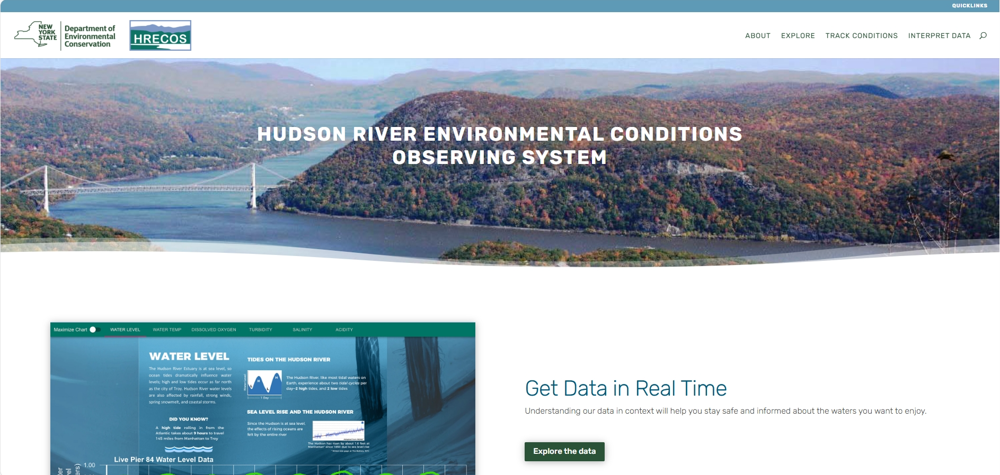 QUICKLINKS
NEW
YORK
STATE
Department of
Environmental
Conservation
HRECOS
ABOUT EXPLORE TRACK CONDITIONS INTERPRET DATA
HUDSON RIVER ENVIRONMENTAL CONDITIONS
OBSERVING SYSTEM
Maximize Chart WATER LEVEL WATER TEMP DISSOLVED OXYGEN TURBIDITY SALINITY ACIDITY
WATER LEVEL
The Hudson River Estuary is at sea level, so
ocean tides dramatically influence water
levels; high and low tides occur as far north
as the city of Troy. Hudson River water levels
are also affected by rainfall, strong winds,
spring snowmelt, and coastal storms.
DID YOU KNOW?
A high tide rolling in from the
Atlantic takes about 9 hours to travel
145 miles from Manhattan to Troy
TIDES ON THE HUDSON RIVER
Water Level
H
H
L
L
1 Day
The Hudson River, like most tidal waters on
Earth, experience about two tidal cycles per
day—2 high tides, and 2 low tides
SEA LEVEL RISE AND THE HUDSON RIVER
Since the Hudson is at sea level,
the effects of rising oceans are
felt by the entire river
Adapted from NOAA*
The Hudson has risen by about 1.6 feet at
Manhattan* since 1850 due to sea level rise
* NOAA tide gage at The Battery, NYC
Live Pier 84 Water Level Data
1.00
Get Data in Real Time
Understanding our data in context will help you stay safe and informed about the waters you want to enjoy.
Explore the data